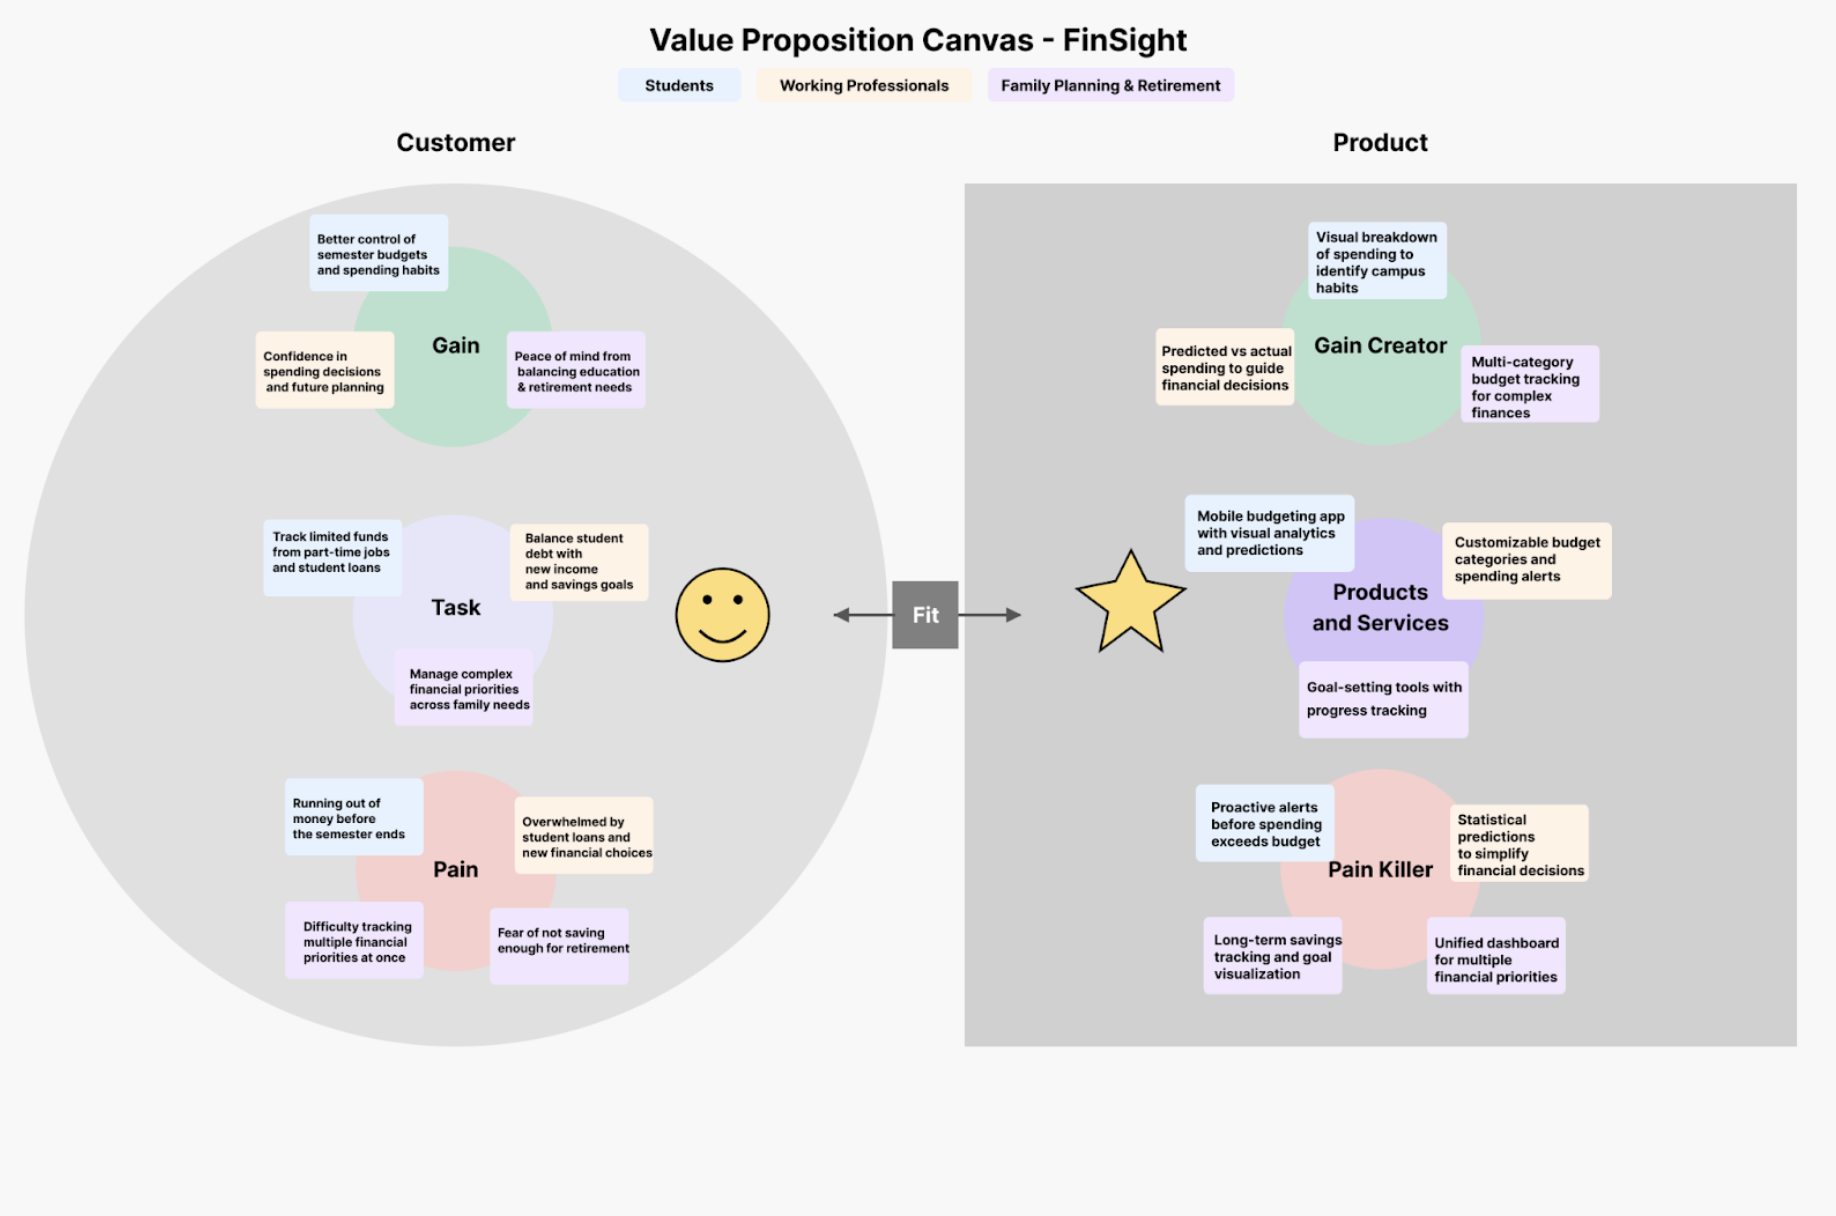 Value Proposition Canvas - FinSight
Students
Working Professionals
Family Planning & Retirement
Customer
Better control of
semester budgets
and spending habits
Gain
Confidence in
spending decisions
and future planning
Peace of mind from
balancing education
& retirement needs
Track limited funds
from part-time jobs
and student loans
Balance student
debt with
new income
and savings goals
Task
Manage complex
financial priorities
across family needs
Running out of
money before
the semester ends
Overwhelmed by
student loans and
new financial choices
Pain
Difficulty tracking
multiple financial
priorities at once
Fear of not saving
enough for retirement
Fit
Product
Visual breakdown
of spending to
identify campus
habits
Predicted vs actual
spending to guide
financial decisions
Gain Creator
Multi-category
budget tracking
for complex
finances
Mobile budgeting app
with visual analytics
and predictions
Customizable budget
categories and
spending alerts
Products
and Services
Goal-setting tools with
progress tracking
Proactive alerts
before spending
exceeds budget
Statistical
predictions
to simplify
financial decisions
Pain Killer
Long-term savings
tracking and goal
visualization
Unified dashboard
for multiple
financial priorities